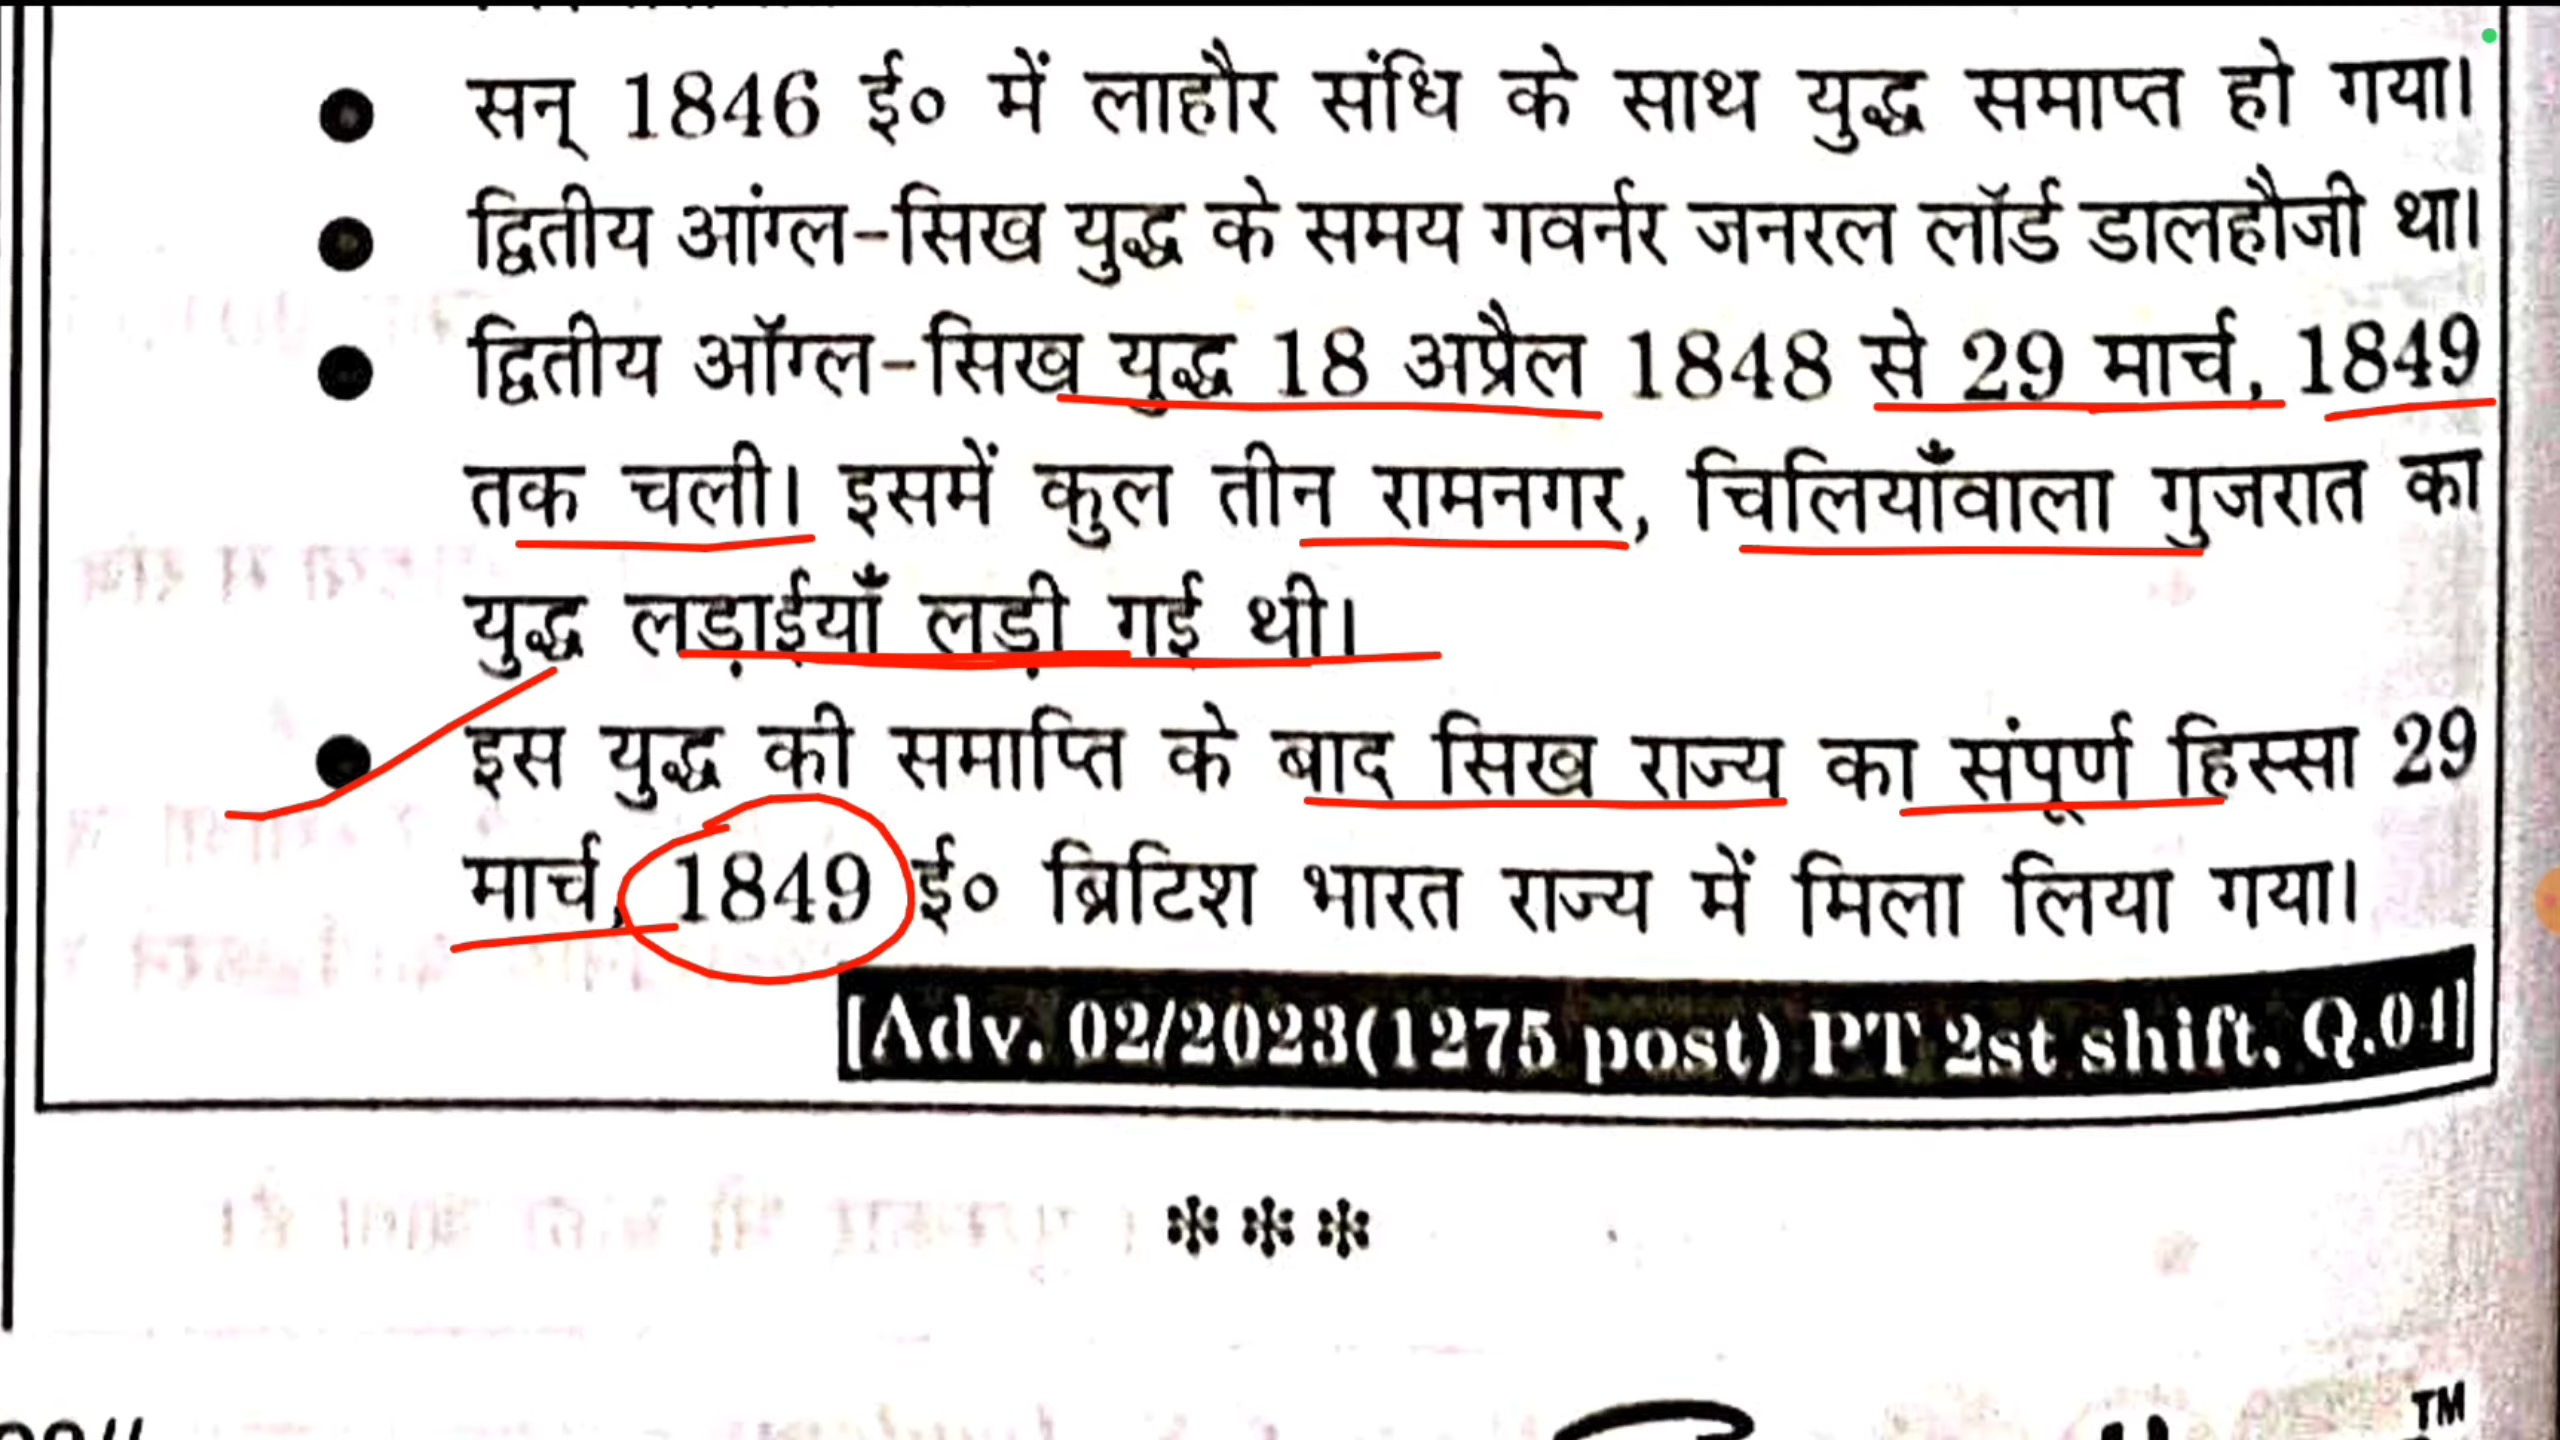 सन् 1846 ई० में लाहौर संधि के साथ युद्ध समाप्त हो गया।
द्वितीय आंग्ल-सिख युद्ध के समय गवर्नर जनरल लॉर्ड डालहौजी था।
द्वितीय ऑग्ल-सिख युद्ध 18 अप्रैल 1848 से 29 मार्च, 1849
तक चली। इसमें कुल तीन रामनगर, चिलियाँवाला गुजरात का
युद्ध लड़ाईयाँ लड़ी गई थी।
इस युद्ध की समाप्ति के बाद सिख राज्य का संपूर्ण हिस्सा 29
मार्च, 1849 ई० ब्रिटिश भारत राज्य में मिला लिया गया।
[Adv. 02/2023(1275 post) PT 2st shift, Q.01]
***
TM